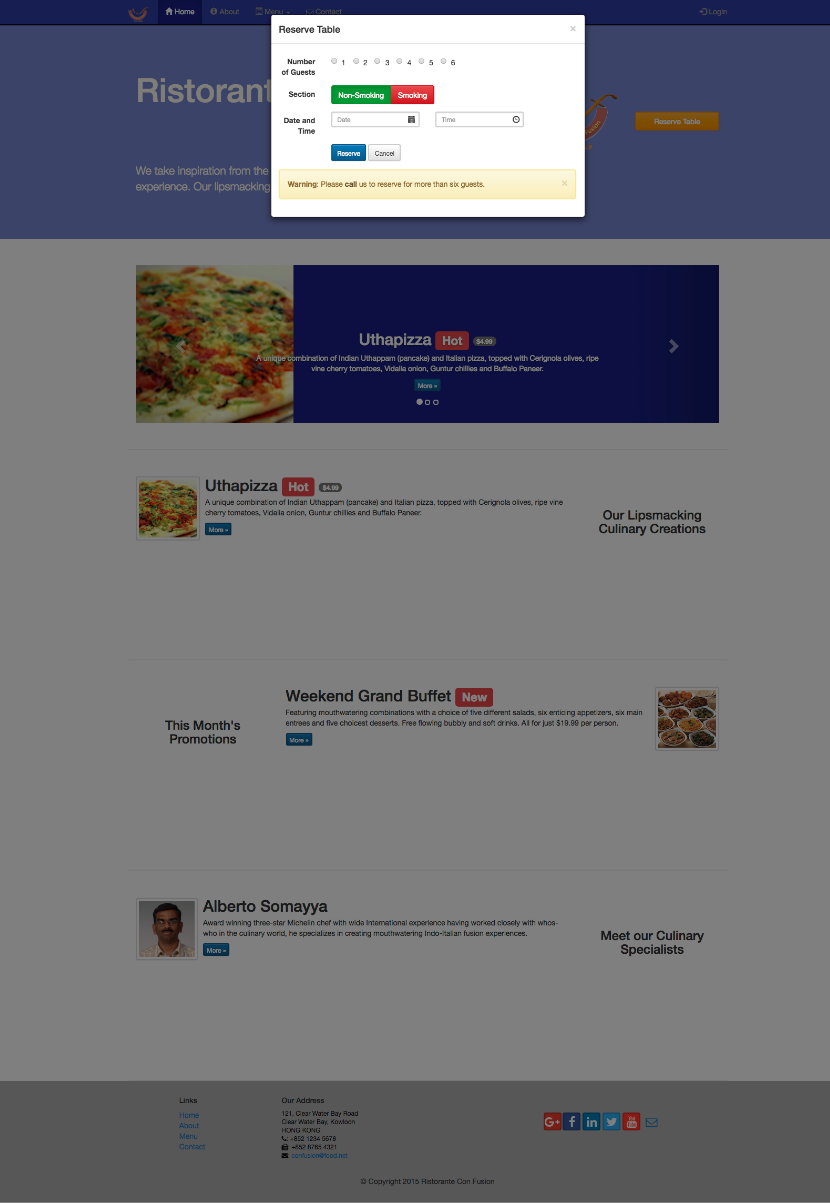 Home About Menu Contact Login
Reserve Table ×
Number of Guests 1 2 3 4 5 6
Section Non-Smoking Smoking
Date and Time Date Time
Reserve Cancel
Warning: Please call us to reserve for more than six guests. ×
Ristorant
Reserve Table
We take inspiration from the
experience. Our lipsmacking
Uthapizza Hot $4.99
A unique combination of Indian Uthappam (pancake) and Italian pizza, topped with Cerignola olives, ripe
vine cherry tomatoes, Vidalia onion, Guntur chillies and Buffalo Paneer.
More »
Uthapizza Hot $4.99
A unique combination of Indian Uthappam (pancake) and Italian pizza, topped with Cerignola olives, ripe vine
cherry tomatoes, Vidalia onion, Guntur chillies and Buffalo Paneer.
More »
Our Lipsmacking
Culinary Creations
This Month's
Promotions
Weekend Grand Buffet New
Featuring mouthwatering combinations with a choice of five different salads, six enticing appetizers, six main
entrees and five choicest desserts. Free flowing bubbly and soft drinks. All for just $19.99 per person.
More »
Alberto Somayya
Award winning three-star Michelin chef with wide International experience having worked closely with whos-
who in the culinary world, he specializes in creating mouthwatering Indo-Italian fusion experiences.
More »
Meet our Culinary
Specialists
Links
Home
About
Menu
Contact
Our Address
121, Clear Water Bay Road
Clear Water Bay, Kowloon
HONG KONG
: +852 1234 5678
: +852 8765 4321
: confusion@food.net
© Copyright 2015 Ristorante Con Fusion